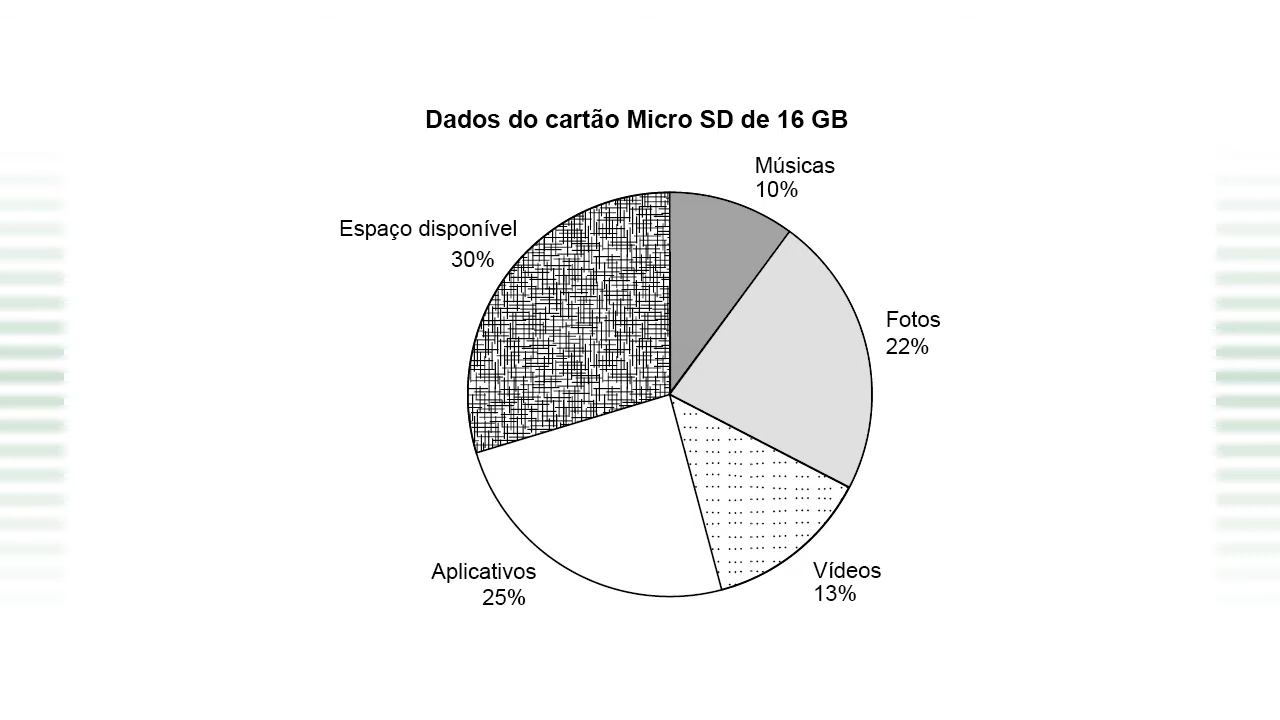 Dados do cartão Micro SD de 16 GB
Músicas
10%
Espaço disponível
30%
Fotos
22%
Aplicativos
25%
Vídeos
13%